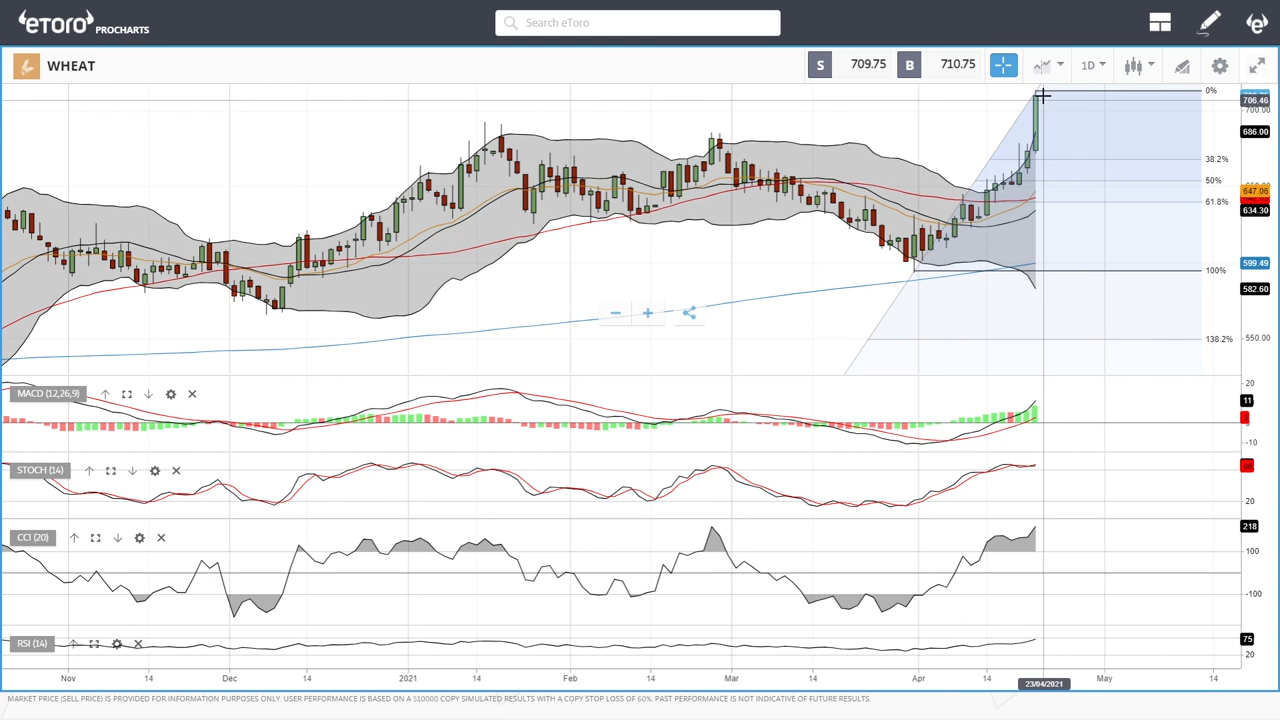 eTORO PROCHARTS
Search eToro
WHEAT
S 709.75 B 710.75
1D
0%
706.46
700.00
686.00
38.2%
50%
647.06
61.8%
634.30
599.49
100%
582.60
138.2%
550.00
MACD (12,26,9)
20
11
-10
STOCH (14)
20
CCI (20)
218
100
-100
RSI (14)
75
20
Nov 14 Dec 14 2021 14 Feb 14 Mar 14 Apr 14 23/04/2021 May 14
MARKET PRICE (SELL PRICE) IS PROVIDED FOR INFORMATION PURPOSES ONLY. USER PERFORMANCE IS BASED ON A $10000 COPY SIMULATED RESULTS WITH A COPY STOP LOSS OF 60%. PAST PERFORMANCE IS NOT INDICATIVE OF FUTURE RESULTS.